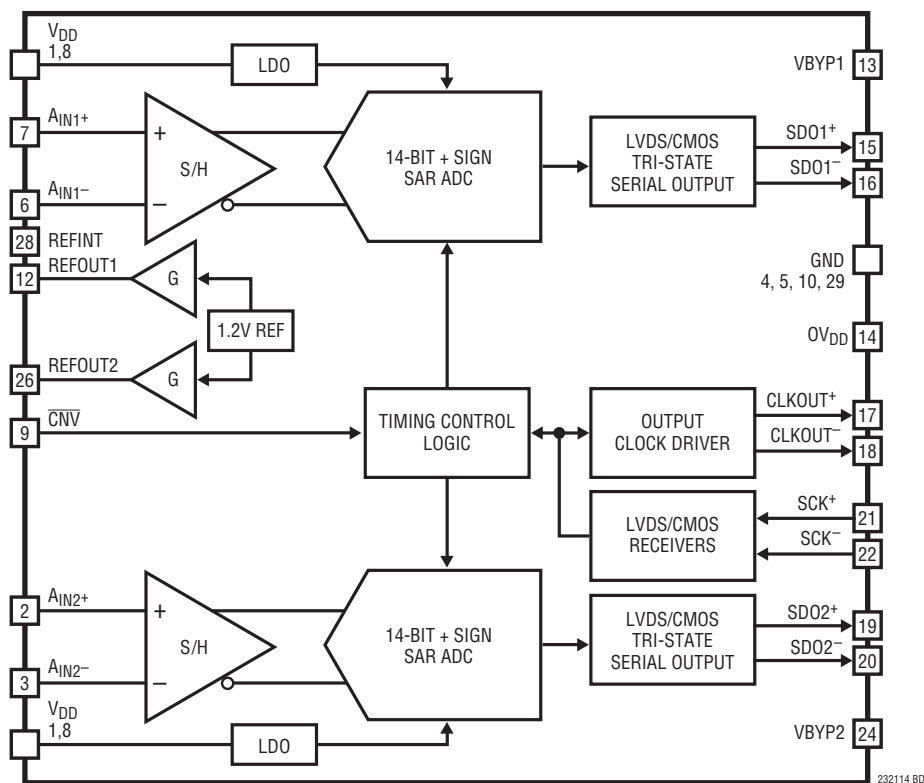 VDD
1,8
LDO
VBYP1
13
7
AIN1+
+
S/H
–
6
AIN1–
14-BIT + SIGN
SAR ADC
LVDS/CMOS
TRI-STATE
SERIAL OUTPUT
SDO1+
15
SDO1–
16
28
REFINT
12
REFOUT1
G
1.2V REF
GND
4, 5, 10, 29
OVDD
14
26
REFOUT2
G
9
CNV
TIMING CONTROL
LOGIC
OUTPUT
CLOCK DRIVER
CLKOUT+
17
CLKOUT–
18
LVDS/CMOS
RECEIVERS
SCK+
21
SCK–
22
2
AIN2+
+
S/H
–
3
AIN2–
14-BIT + SIGN
SAR ADC
LVDS/CMOS
TRI-STATE
SERIAL OUTPUT
SDO2+
19
SDO2–
20
VDD
1,8
LDO
VBYP2
24
232114 BD